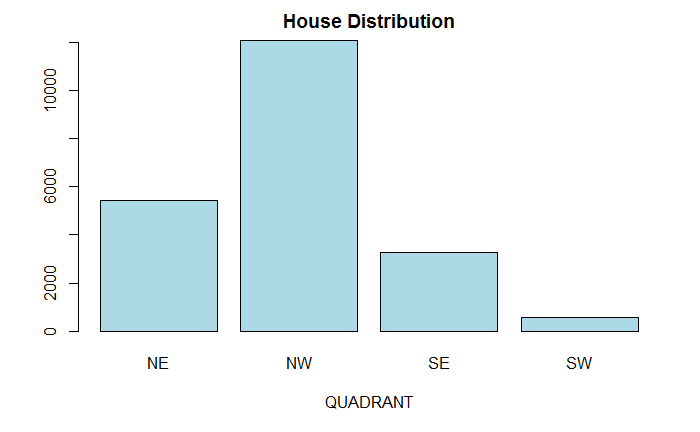 House Distribution
10000
6000
2000
0
NE NW SE SW
QUADRANT